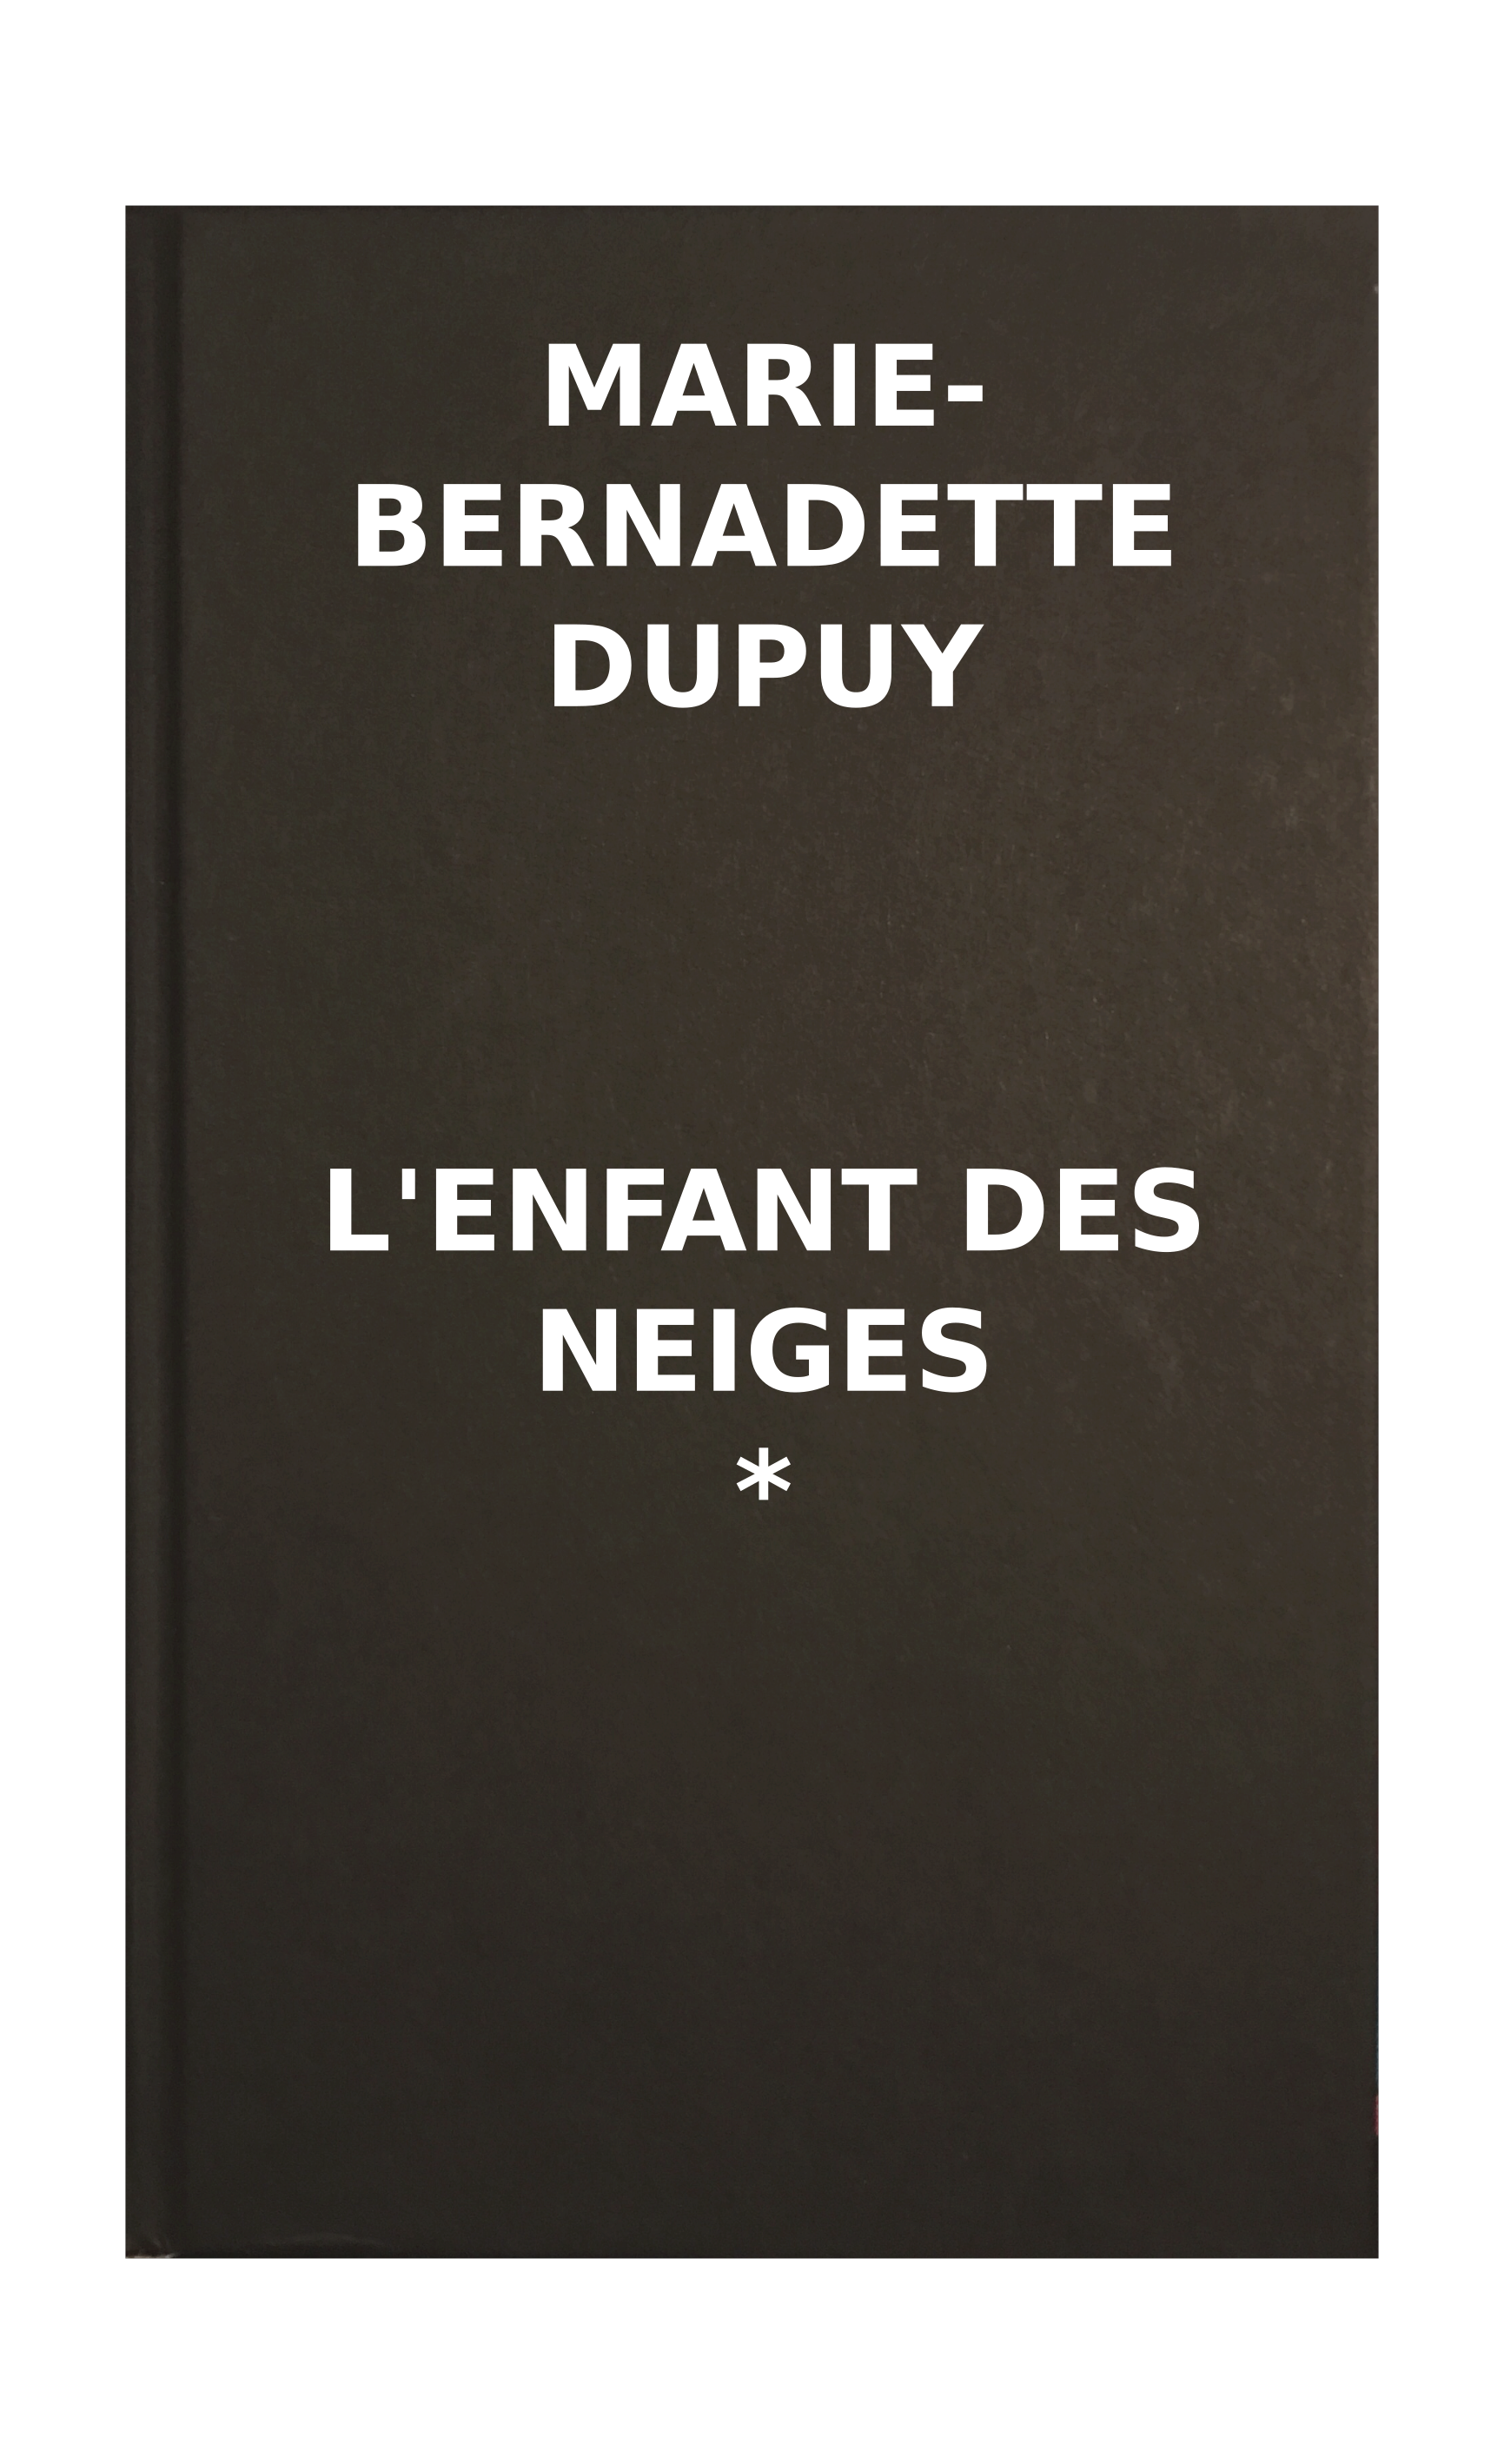 MARIE-
BERNADETTE
DUPUY
L'ENFANT DES
NEIGES
*